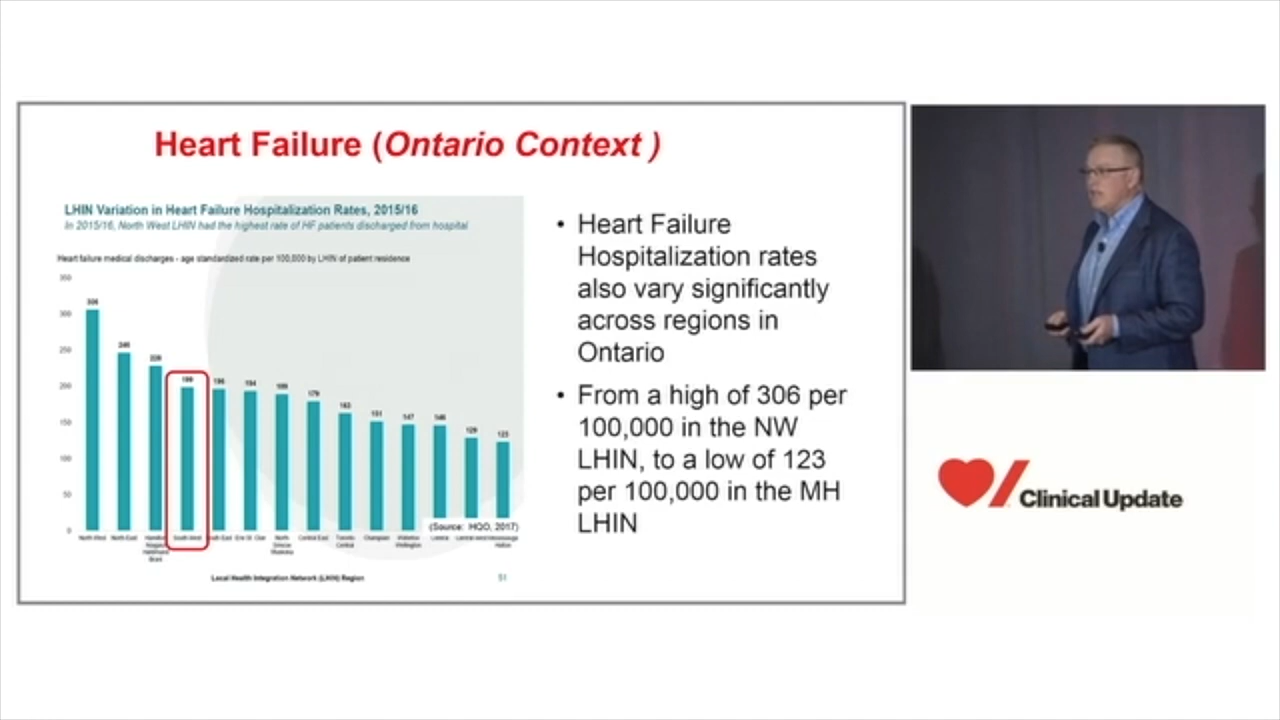 Heart Failure (Ontario Context )
LHIN Variation in Heart Failure Hospitalization Rates, 2015/16
In 2015/16, North West LHIN had the highest rate of HF patients discharged from hospital
Heart failure medical discharges - age standardized rate per 100,000 by LHIN of patient residence
350
300
250
200
150
100
50
0
306
246
199
196
194
189
179
163
151
147
146
129
123
(Source: HQO, 2017)
North West
North East
South West
South East
Erie St. Clair
North Simcoe Muskoka
Central East
Toronto Central
Champlain
Waterloo Wellington
Central
Central West
Mississauga Halton
Local Health Integration Network (LHIN) Region
51
• Heart Failure
Hospitalization rates
also vary significantly
across regions in
Ontario
• From a high of 306 per
100,000 in the NW
LHIN, to a low of 123
per 100,000 in the MH
LHIN
Clinical Update